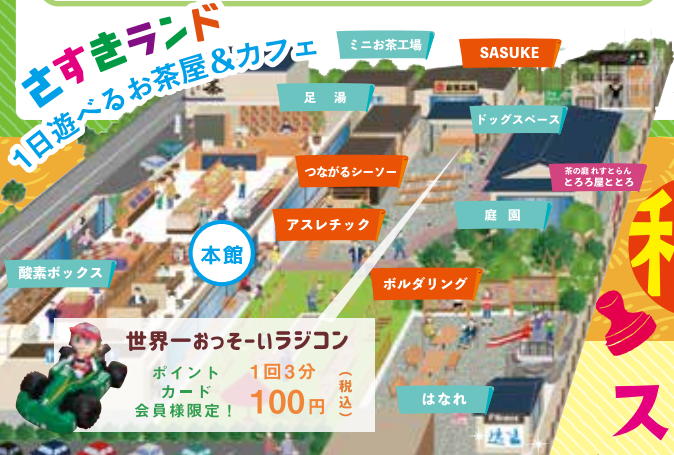 さすきランド
1日遊べるお茶屋＆カフェ
ミニお茶工場
SASUKE
足 湯
ドッグスペース
つながるシーソー
茶の庭 れすとらん
とろろ屋ととろ
アスレチック
庭 園
本館
酸素ボックス
ボルダリング
世界一おっそーいラジコン
ポイント
カード
会員様限定！
1回3分
100円
（税込）
はなれ
ス